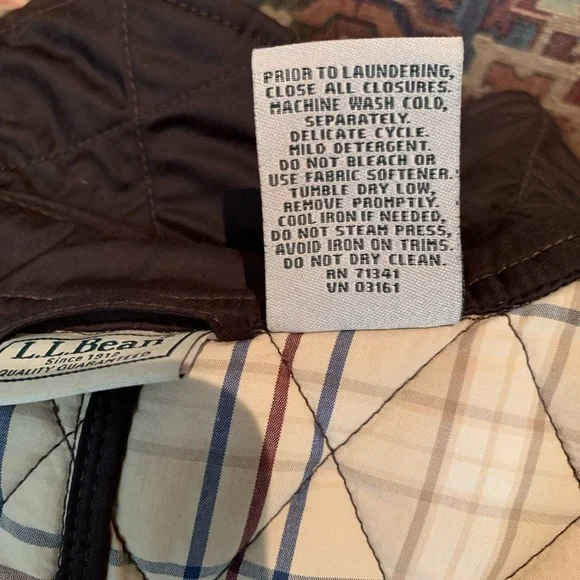 PRIOR TO LAUNDERING,
CLOSE ALL CLOSURES.
MACHINE WASH COLD,
SEPARATELY.
DELICATE CYCLE.
MILD DETERGENT.
DO NOT BLEACH OR
USE FABRIC SOFTENER.
TUMBLE DRY LOW,
REMOVE PROMPTLY.
COOL IRON IF NEEDED,
DO NOT STEAM PRESS,
AVOID IRON ON TRIMS.
DO NOT DRY CLEAN.
RN 71341
VN 03161
L.L.Bean
Since 1912
QUALITY GUARANTEED